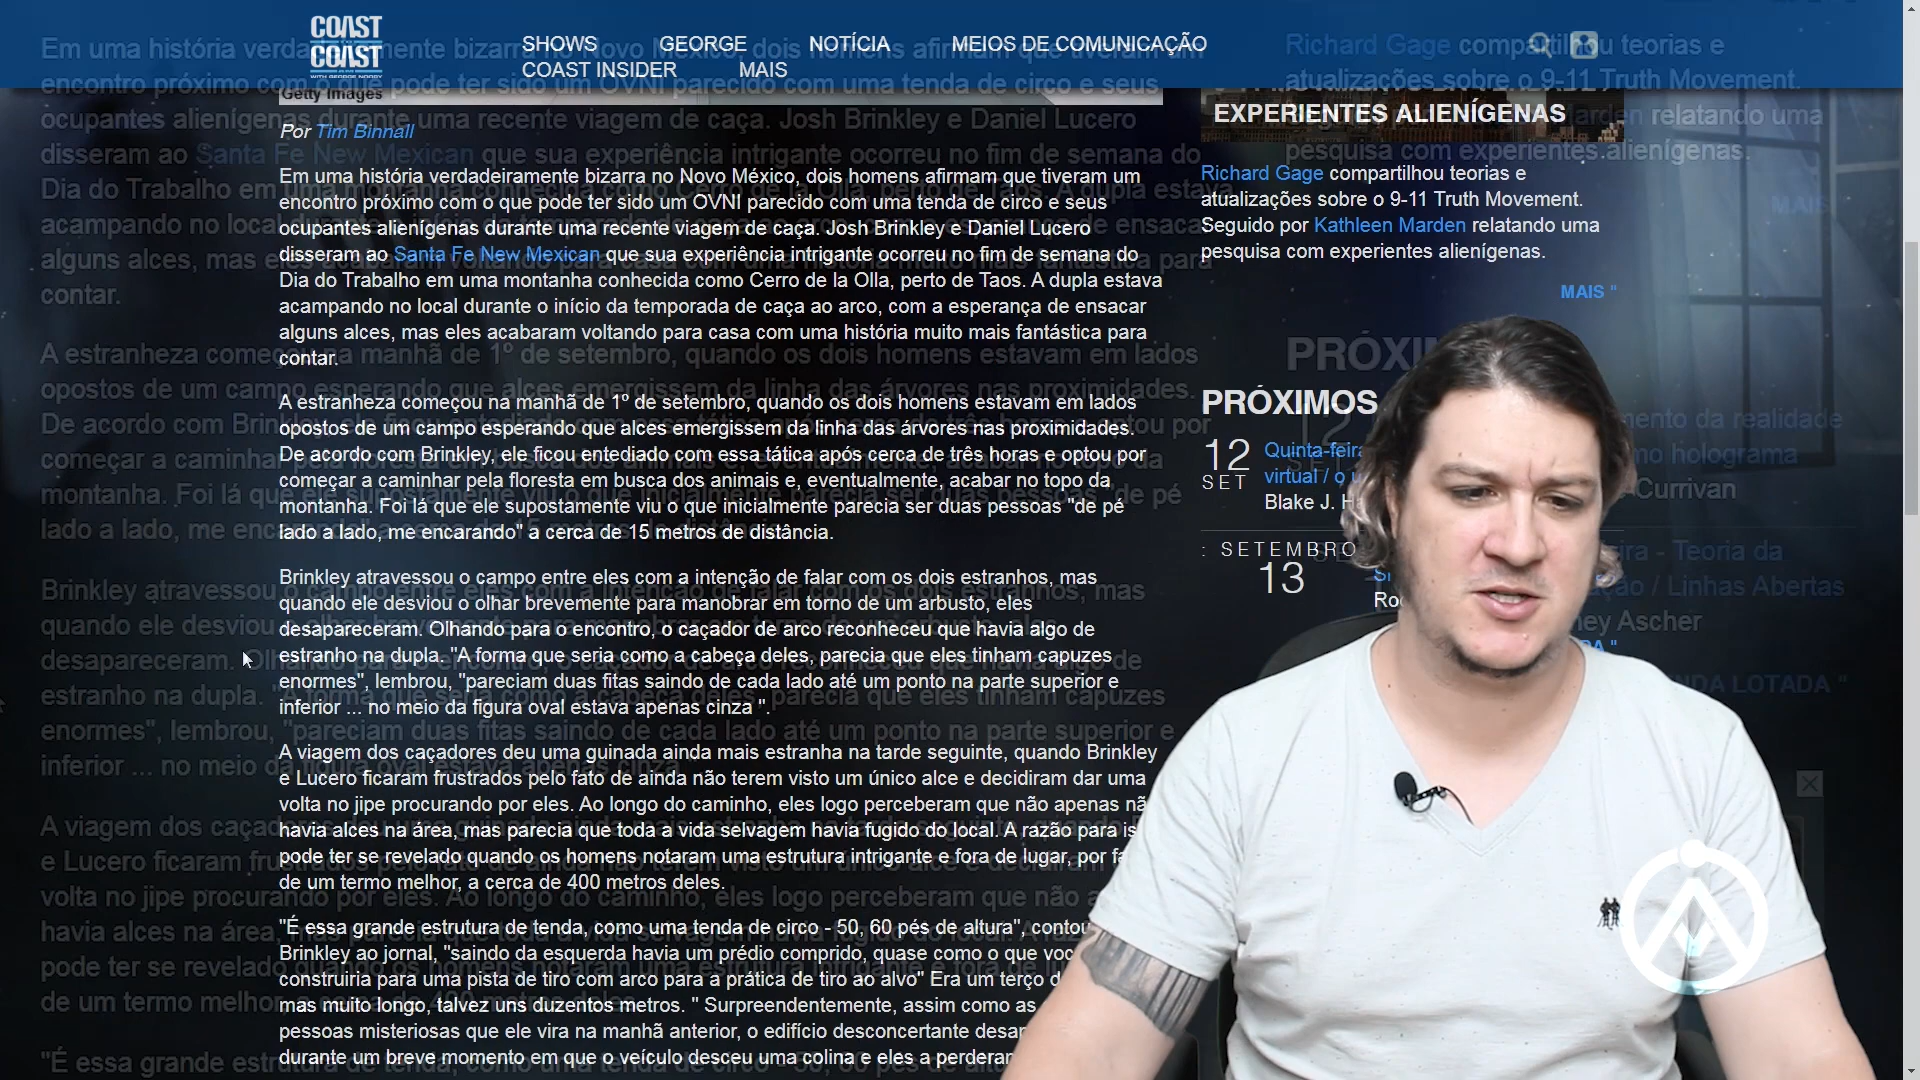 COAST
COAST
SHOWS GEORGE NOTÍCIA MEIOS DE COMUNICAÇÃO
COAST INSIDER MAIS
Getty Images
Por Tim Binnall
Em uma história verdadeiramente bizarra no Novo México, dois homens afirmam que tiveram um
encontro próximo com o que pode ter sido um OVNI parecido com uma tenda de circo e seus
ocupantes alienígenas durante uma recente viagem de caça. Josh Brinkley e Daniel Lucero
disseram ao Santa Fe New Mexican que sua experiência intrigante ocorreu no fim de semana do
Dia do Trabalho em uma montanha conhecida como Cerro de la Olla, perto de Taos. A dupla estava
acampando no local durante o início da temporada de caça ao arco, com a esperança de ensacar
alguns alces, mas eles acabaram voltando para casa com uma história muito mais fantástica para
contar.
A estranheza começou na manhã de 1º de setembro, quando os dois homens estavam em lados
opostos de um campo esperando que alces emergissem da linha das árvores nas proximidades.
De acordo com Brinkley, ele ficou entediado com essa tática após cerca de três horas e optou por
começar a caminhar pela floresta em busca dos animais e, eventualmente, acabar no topo da
montanha. Foi lá que ele supostamente viu o que inicialmente parecia ser duas pessoas "de pé
lado a lado, me encarando" a cerca de 15 metros de distância.
Brinkley atravessou o campo entre eles com a intenção de falar com os dois estranhos, mas
quando ele desviou o olhar brevemente para manobrar em torno de um arbusto, eles
desapareceram. Olhando para o encontro, o caçador de arco reconheceu que havia algo de
estranho na dupla. "A forma que seria como a cabeça deles, parecia que eles tinham capuzes
enormes", lembrou, "pareciam duas fitas saindo de cada lado até um ponto na parte superior e
inferior ... no meio da figura oval estava apenas cinza ".
A viagem dos caçadores deu uma guinada ainda mais estranha na tarde seguinte, quando Brinkley
e Lucero ficaram frustrados pelo fato de ainda não terem visto um único alce e decidiram dar uma
volta no jipe procurando por eles. Ao longo do caminho, eles logo perceberam que não apenas nã
havia alces na área, mas parecia que toda a vida selvagem havia fugido do local. A razão para is
pode ter se revelado quando os homens notaram uma estrutura intrigante e fora de lugar, por fa
de um termo melhor, a cerca de 400 metros deles.
"É essa grande estrutura de tenda, como uma tenda de circo - 50, 60 pés de altura", contou
Brinkley ao jornal, "saindo da esquerda havia um prédio comprido, quase como o que voc
construiria para uma pista de tiro com arco para a prática de tiro ao alvo" Era um terço d
mas muito longo, talvez uns duzentos metros. " Surpreendentemente, assim como as
pessoas misteriosas que ele vira na manhã anterior, o edifício desconcertante desap
durante um breve momento em que o veículo desceu uma colina e eles a perderam
EXPERIENTES ALIENÍGENAS
Richard Gage compartilhou teorias e
atualizações sobre o 9-11 Truth Movement.
Seguido por Kathleen Marden relatando uma
pesquisa com experientes alienígenas.
MAIS "
PRÓXIMOS
12
SET
Quinta-feira
virtual / o u
Blake J. H
: SETEMBRO
13